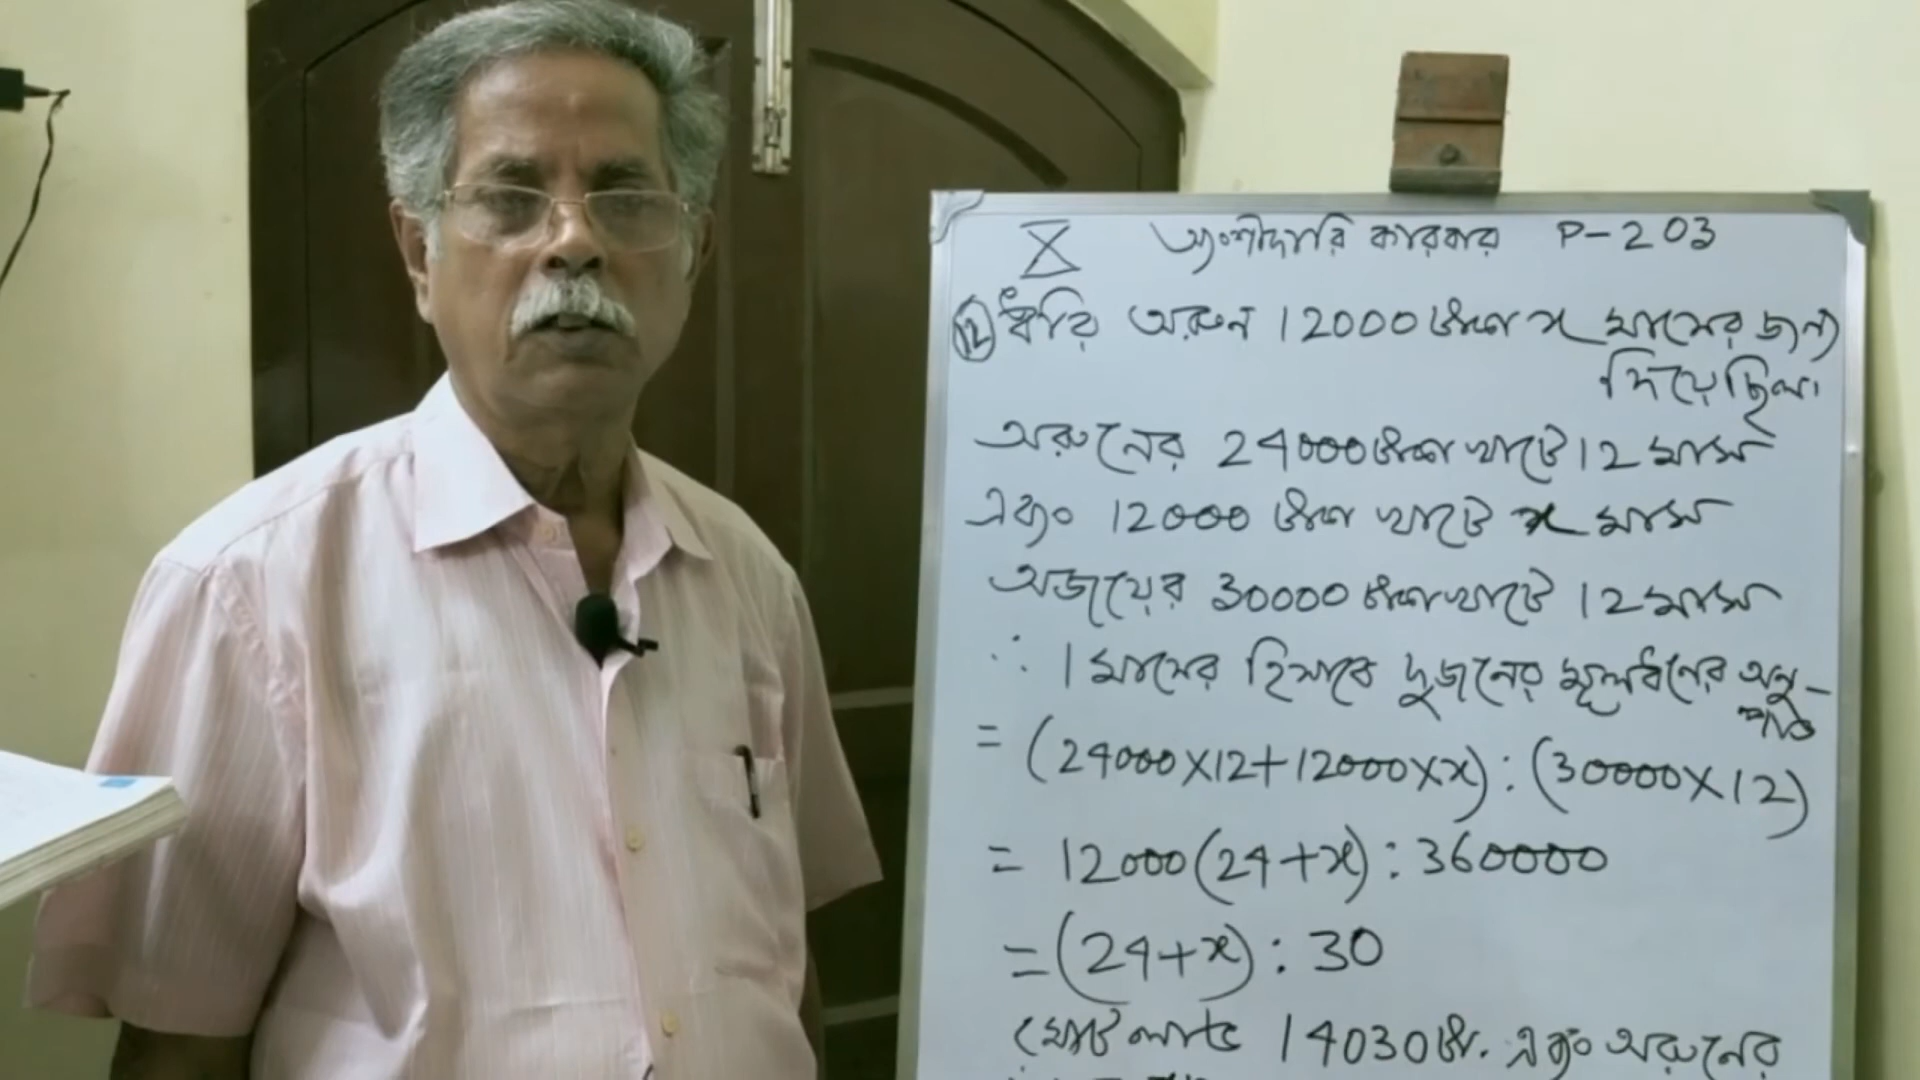 X অংশীদারি কারবার P-203
(12) ধরি অরুন 12000 টাকা x মাসের জন্য
দিয়েছিল।
অরুনের 24000 টাকা খাটে 12 মাস
এবং 12000 টাকা খাটে x মাস
অজয়ের 30000 টাকা খাটে 12 মাস
∴ 1 মাসের হিসাবে দুজনের মূলধনের অনু-
পাত
= (24000×12+12000×x) : (30000×12)
= 12000(24+x) : 360000
= (24+x) : 30
মোট লাভ 14030 টা. এবং অরুনের